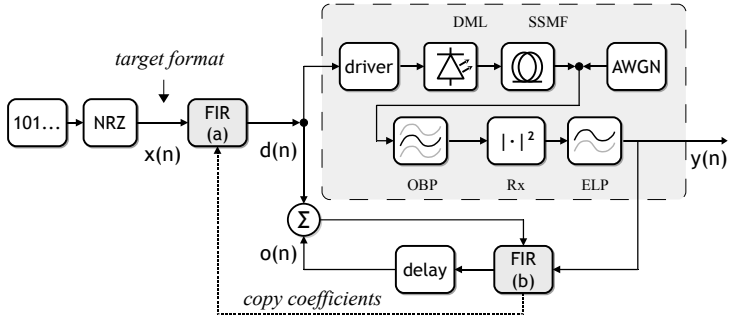 DML
SSMF
target format
driver
AWGN
101...
NRZ
FIR
(a)
x(n)
d(n)
|·|²
y(n)
OBP
Rx
ELP
Σ
o(n)
delay
FIR
(b)
copy coefficients